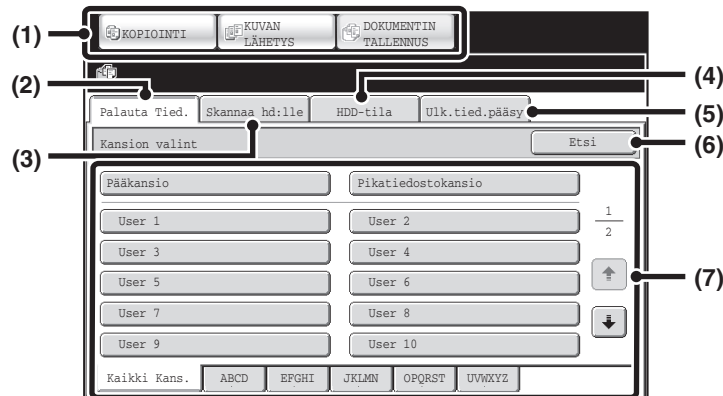 (1)
KOPIOINTI
KUVAN
LÄHETYS
DOKUMENTIN
TALLENNUS
(2)
(4)
Palauta Tied.
Skannaa hd:lle
HDD-tila
Ulk.tied.pääsy
(5)
(3)
Kansion valint
Etsi
(6)
Pääkansio
Pikatiedostokansio
User 1
User 2
1
2
User 3
User 4
User 5
User 6
(7)
User 7
User 8
User 9
User 10
Kaikki Kans.
ABCD
EFGHI
JKLMN
OPQRST
UVWXYZ